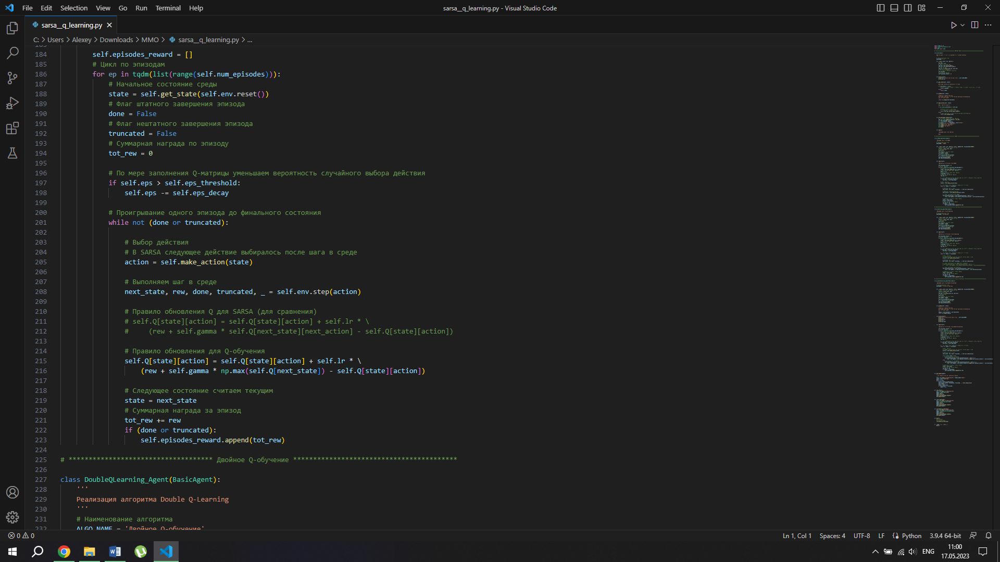 File Edit Selection View Go Run Terminal Help
sarsa__q_learning.py - Visual Studio Code
sarsa__q_learning.py
C: > Users > Alexey > Downloads > MMO > sarsa__q_learning.py > ...
184 self.episodes_reward = []
185 # Цикл по эпизодам
186 for ep in tqdm(list(range(self.num_episodes))):
187 # Начальное состояние среды
188 state = self.get_state(self.env.reset())
189 # Флаг штатного завершения эпизода
190 done = False
191 # Флаг нештатного завершения эпизода
192 truncated = False
193 # Суммарная награда по эпизоду
194 tot_rew = 0
195
196 # По мере заполнения Q-матрицы уменьшаем вероятность случайного выбора действия
197 if self.eps > self.eps_threshold:
198 self.eps -= self.eps_decay
199
200 # Проигрывание одного эпизода до финального состояния
201 while not (done or truncated):
202
203 # Выбор действия
204 # В SARSA следующее действие выбиралось после шага в среде
205 action = self.make_action(state)
206
207 # Выполняем шаг в среде
208 next_state, rew, done, truncated, _ = self.env.step(action)
209
210 # Правило обновления Q для SARSA (для сравнения)
211 # self.Q[state][action] = self.Q[state][action] + self.lr * \
212 #     (rew + self.gamma * self.Q[next_state][next_action] - self.Q[state][action])
213
214 # Правило обновления для Q-обучения
215 self.Q[state][action] = self.Q[state][action] + self.lr * \
216 (rew + self.gamma * np.max(self.Q[next_state]) - self.Q[state][action])
217
218 # Следующее состояние считаем текущим
219 state = next_state
220 # Суммарная награда за эпизод
221 tot_rew += rew
222 if (done or truncated):
223 self.episodes_reward.append(tot_rew)
224
225 # ************************************ Двойное Q-обучение *****************************************
226
227 class DoubleQLearning_Agent(BasicAgent):
228 '''
229 Реализация алгоритма Double Q-Learning
230 '''
231 # Наименование алгоритма
232 ALGO_NAME = 'Двойное Q-обучение'
0 0
Ln 1, Col 1 Spaces: 4 UTF-8 LF Python 3.9.4 64-bit
ENG
11:00
17.05.2023